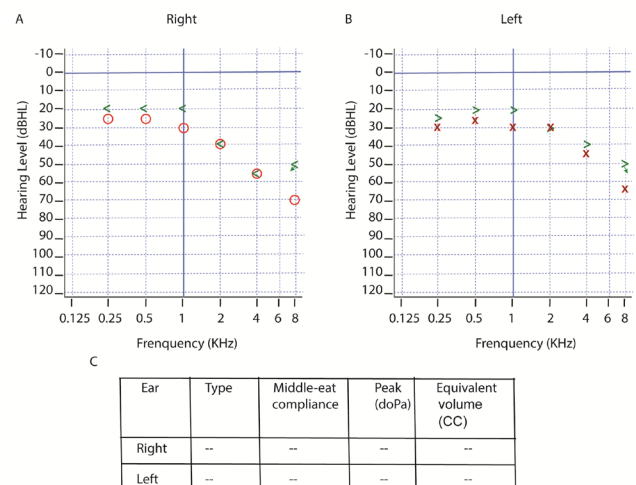 A Right
B Left
Hearing Level (dBHL)
-10
0
10
20
30
40
50
60
70
80
90
100
110
120
0.125 0.25 0.5 1 2 4 6 8
Frenquency (KHz)
Hearing Level (dBHL)
-10
0
10
20
30
40
50
60
70
80
90
100
110
120
0.125 0.25 0.5 1 2 4 6 8
Frenquency (KHz)
C
Ear Type Middle-eat Peak Equivalent
compliance (doPa) volume
(CC)
Right -- -- -- --
Left -- -- -- --